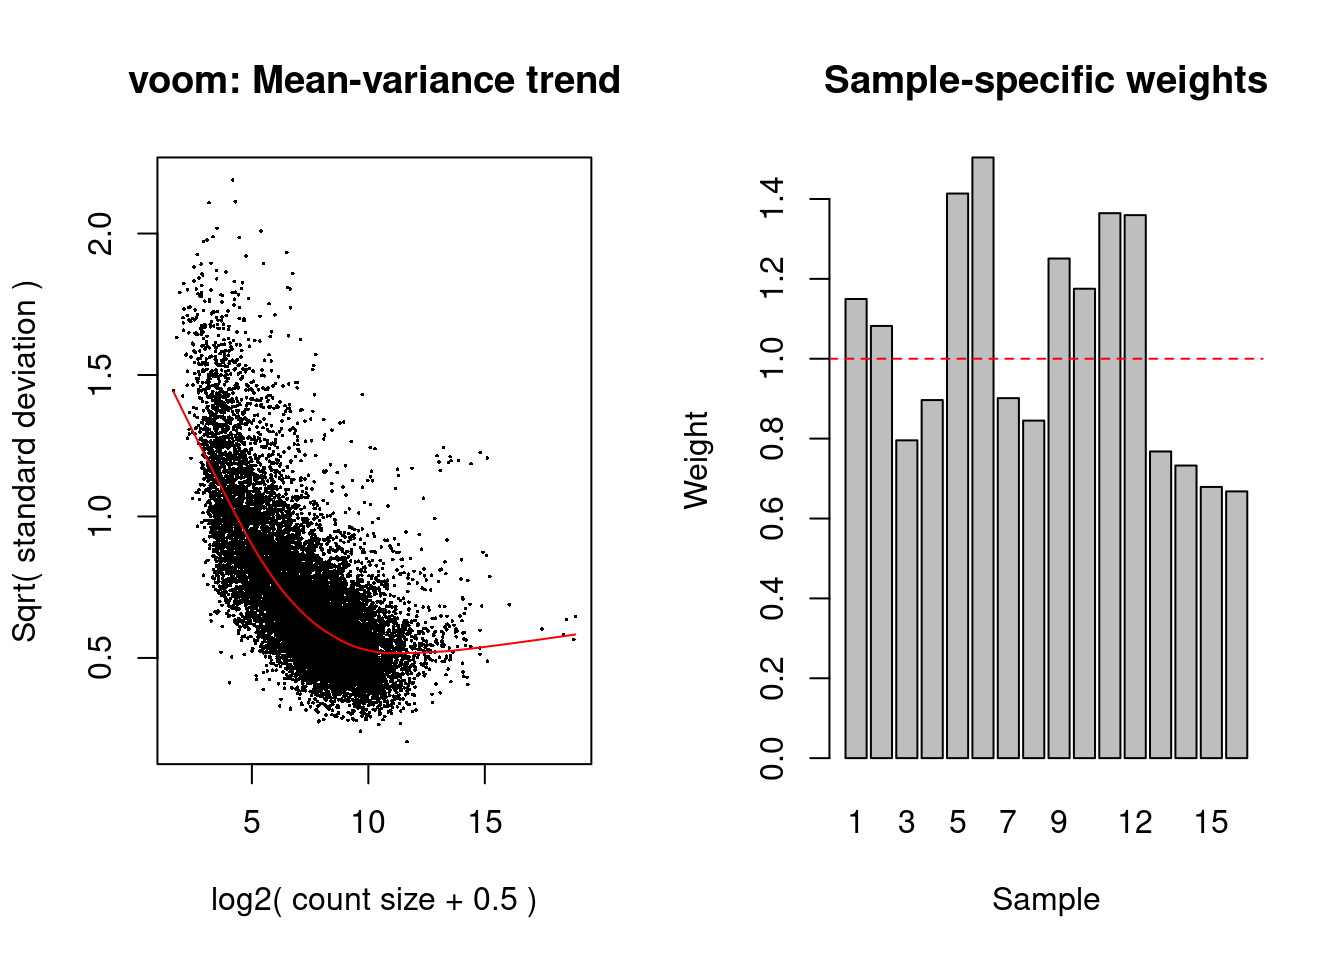 voom: Mean-variance trend
Sqrt( standard deviation )
2.0
1.5
1.0
0.5
5 10 15
log2( count size + 0.5 )
Sample-specific weights
Weight
1.4
1.2
1.0
0.8
0.6
0.4
0.2
0.0
1 3 5 7 9 12 15
Sample